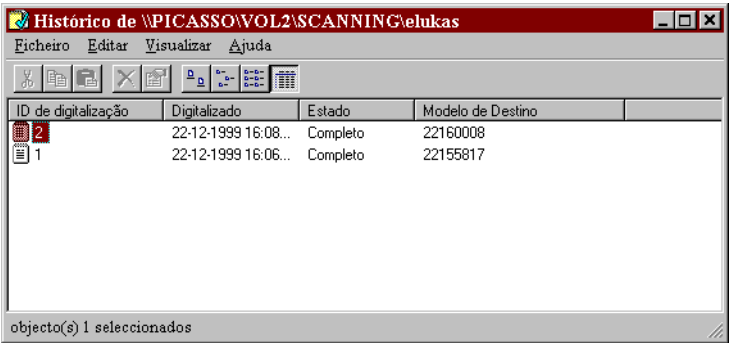 Histórico de \\PICASSO\VOL2\SCANNING\elukas
Ficheiro Editar Visualizar Ajuda
ID de digitalização Digitalizado Estado Modelo de Destino
2 22-12-1999 16:08... Completo 22160008
1 22-12-1999 16:06... Completo 22155817
objecto(s) 1 seleccionados